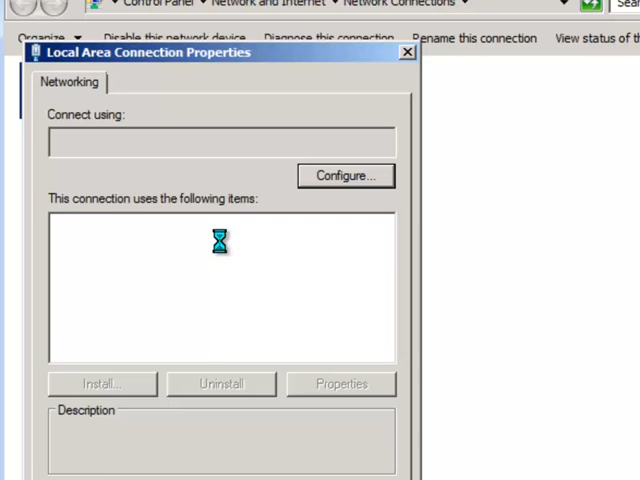 Control Panel ▾ Network and Internet ▾ Network Connections ▾
Organize ▾ Disable this network device Diagnose this connection Rename this connection View status of th
Local Area Connection Properties
Networking
Connect using:
Configure...
This connection uses the following items:
Install... Uninstall Properties
Description